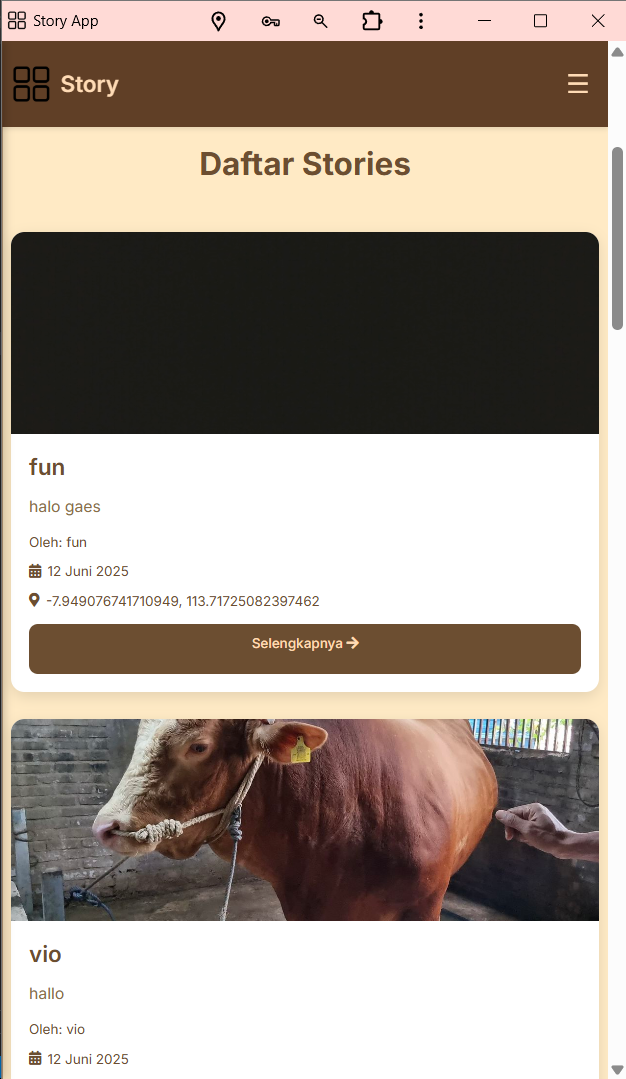 Story App
Story
Daftar Stories
fun
halo gaes
Oleh: fun
12 Juni 2025
-7.949076741710949, 113.71725082397462
Selengkapnya
vio
hallo
Oleh: vio
12 Juni 2025